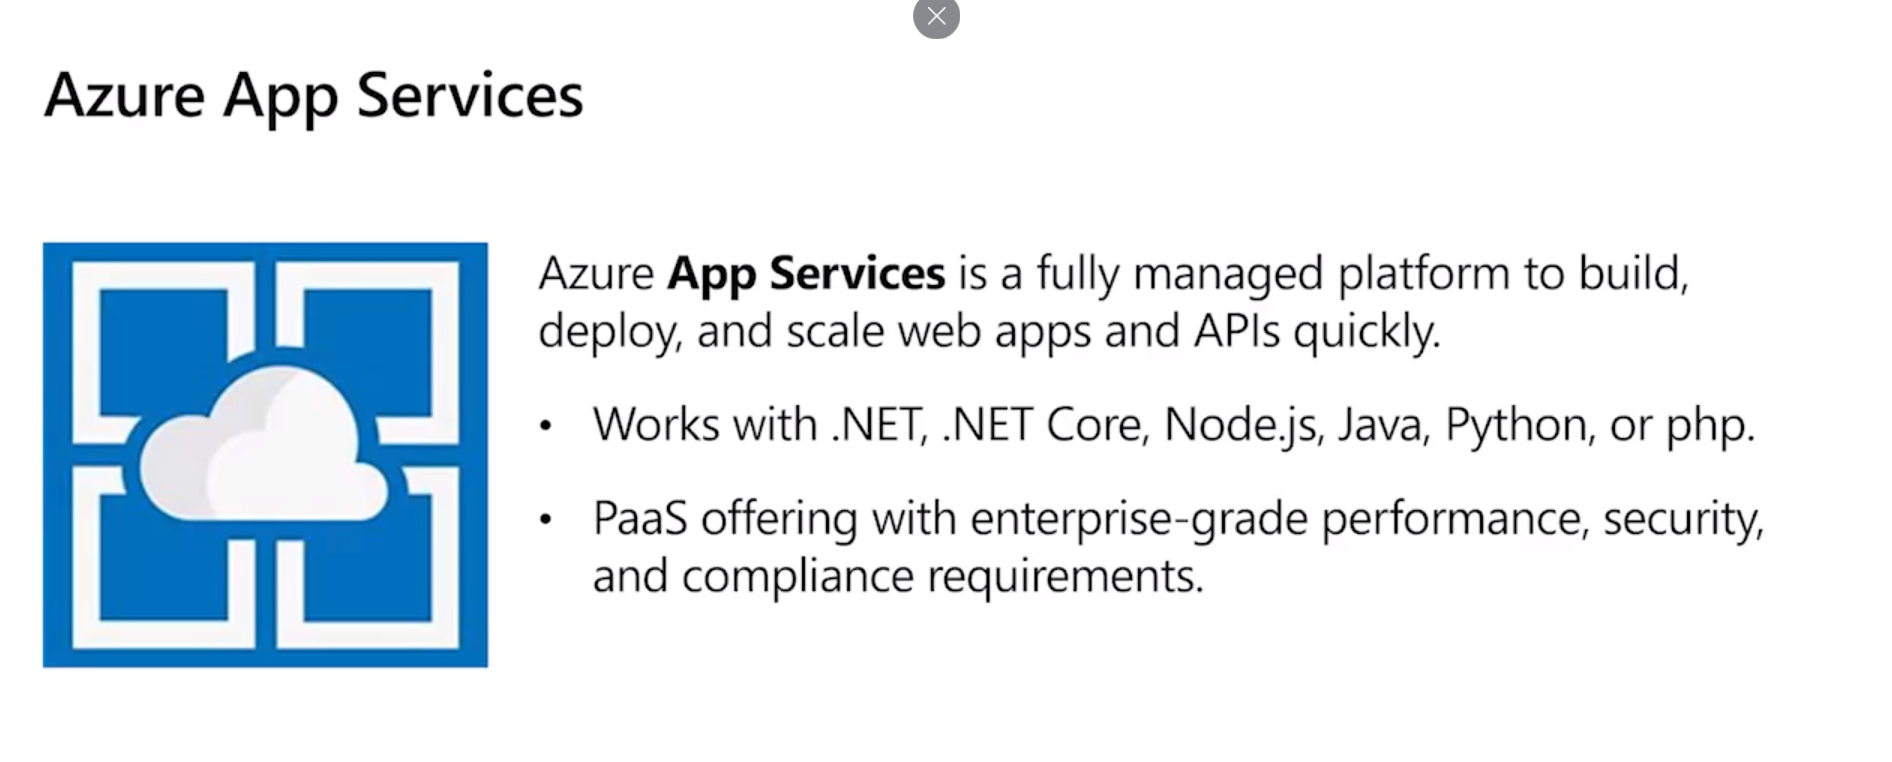 Azure App Services
Azure App Services is a fully managed platform to build,
deploy, and scale web apps and APIs quickly.
• Works with .NET, .NET Core, Node.js, Java, Python, or php.
• PaaS offering with enterprise-grade performance, security,
and compliance requirements.